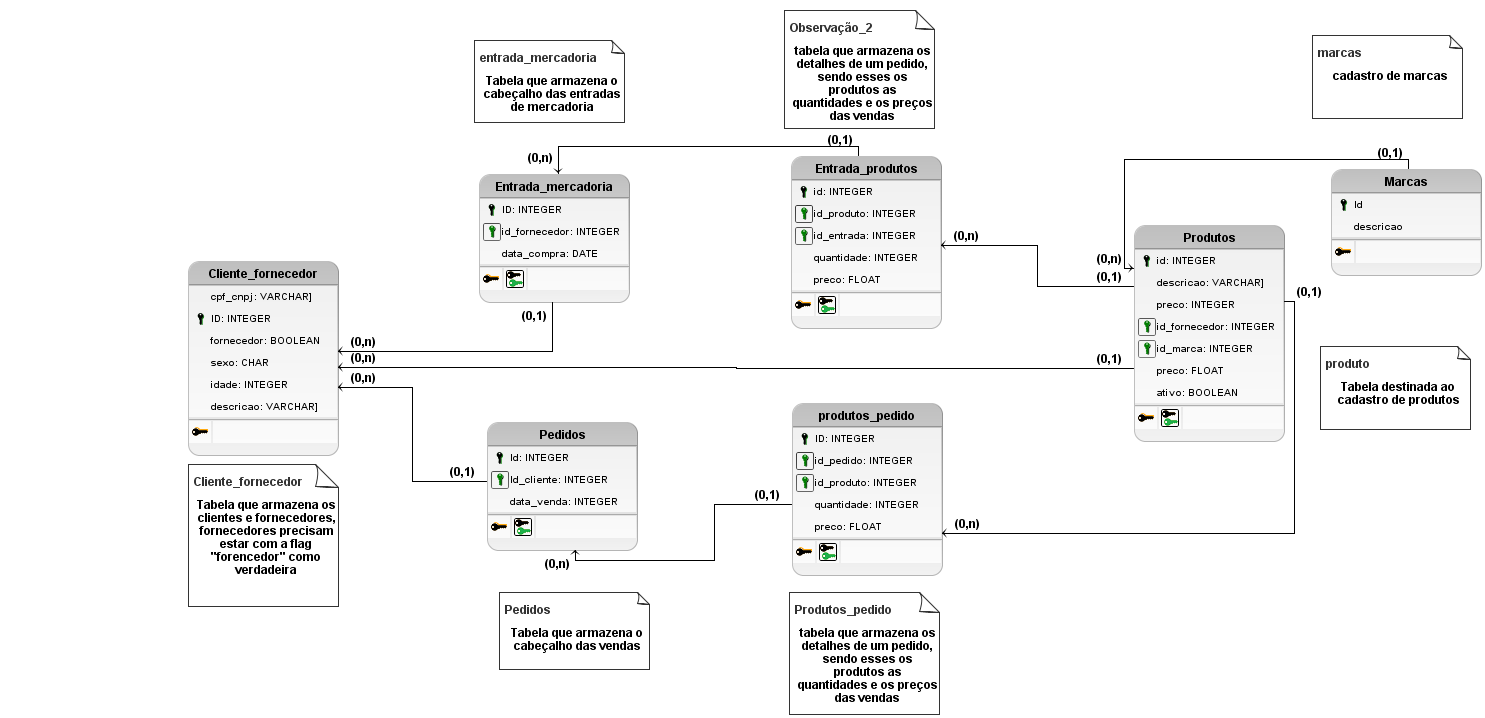 Observação_2
tabela que armazena os
detalhes de um pedido,
sendo esses os
produtos as
quantidades e os preços
das vendas
entrada_mercadoria
Tabela que armazena o
cabeçalho das entradas
de mercadoria
marcas
cadastro de marcas
(0,n)
(0,1)
(0,1)
Entrada_mercadoria
ID: INTEGER
id_fornecedor: INTEGER
data_compra: DATE
(0,1)
Entrada_produtos
id: INTEGER
id_produto: INTEGER
id_entrada: INTEGER
quantidade: INTEGER
preco: FLOAT
(0,n)
Marcas
Id
descricao
(0,n)
(0,1)
Produtos
id: INTEGER
descricao: VARCHAR]
preco: INTEGER
id_fornecedor: INTEGER
id_marca: INTEGER
preco: FLOAT
ativo: BOOLEAN
(0,1)
(0,1)
Cliente_fornecedor
cpf_cnpj: VARCHAR]
ID: INTEGER
fornecedor: BOOLEAN
sexo: CHAR
idade: INTEGER
descricao: VARCHAR]
(0,n)
(0,n)
(0,n)
produto
Tabela destinada ao
cadastro de produtos
Pedidos
Id: INTEGER
Id_cliente: INTEGER
data_venda: INTEGER
(0,1)
(0,n)
produtos_pedido
ID: INTEGER
id_pedido: INTEGER
id_produto: INTEGER
quantidade: INTEGER
preco: FLOAT
(0,1)
(0,n)
Cliente_fornecedor
Tabela que armazena os
clientes e fornecedores,
fornecedores precisam
estar com a flag
"forencedor" como
verdadeira
Pedidos
Tabela que armazena o
cabeçalho das vendas
Produtos_pedido
tabela que armazena os
detalhes de um pedido,
sendo esses os
produtos as
quantidades e os preços
das vendas